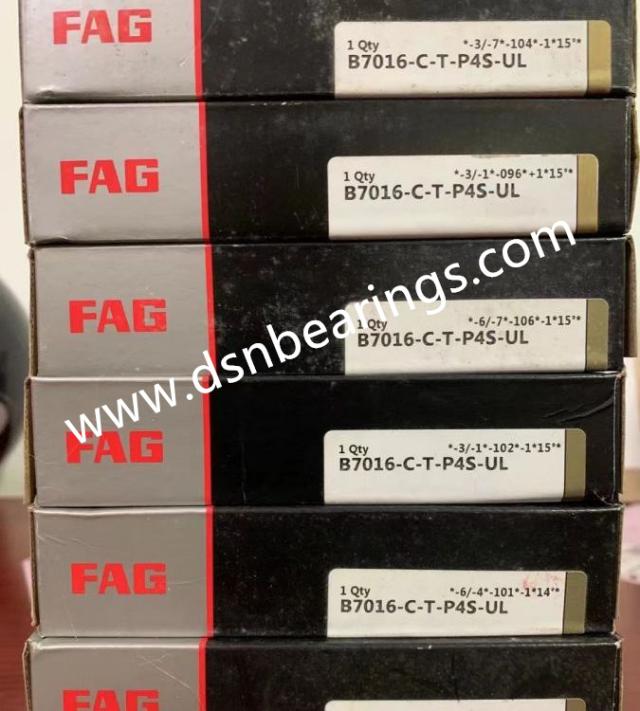 FAG
1 Qty *-3/-7*-104*-1*15°*
B7016-C-T-P4S-UL
FAG
1 Qty *-3/-1*-096*+1*15°*
B7016-C-T-P4S-UL
FAG
1 Qty *-6/-7*-106*-1*15°*
B7016-C-T-P4S-UL
www.dsnbearings.com
FAG
1 Qty *-3/-1*-102*-1*15°*
B7016-C-T-P4S-UL
FAG
1 Qty *-6/-4*-101*-1*14°*
B7016-C-T-P4S-UL
FAG